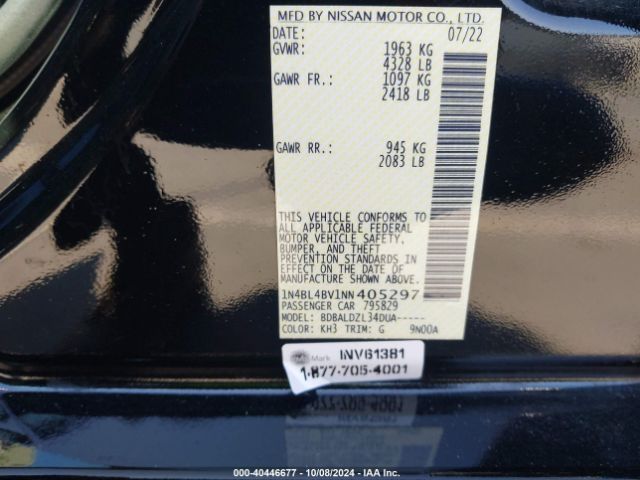 MFD BY NISSAN MOTOR CO., LTD.
DATE: 07/22
GVWR: 1963 KG
4328 LB
GAWR FR.: 1097 KG
2418 LB
GAWR RR.: 945 KG
2083 LB
THIS VEHICLE CONFORMS TO
ALL APPLICABLE FEDERAL
MOTOR VEHICLE SAFETY,
BUMPER, AND THEFT
PREVENTION STANDARDS
IN EFFECT ON THE DATE OF
MANUFACTURE SHOWN ABOVE.
1N4BL4BV1NN405297
PASSENGER CAR 795829
MODEL: BDBALDZL34DUA-----
COLOR: KH3 TRIM: G 9N00A
Mark INV61381
1-877-705-4001
000-40446677 - 10/08/2024 - IAA Inc.